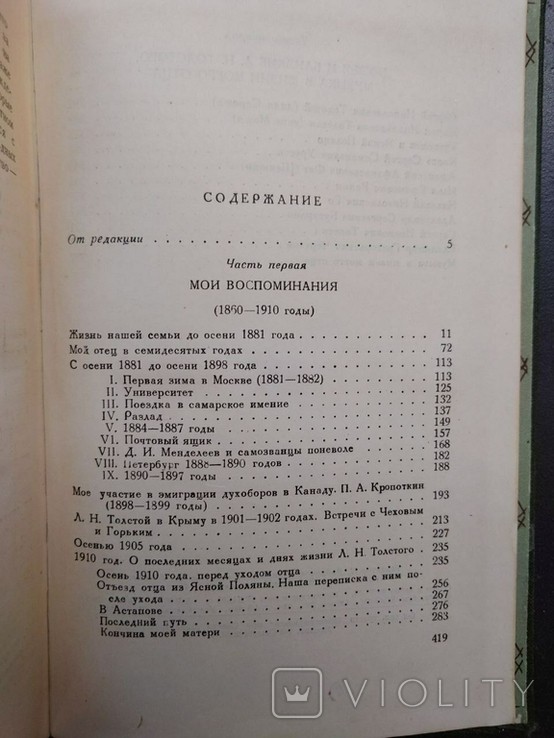 СОДЕРЖАНИЕ
От редакции . . . . . . . . . . . . . . . . . . . . 5
Часть первая
МОИ ВОСПОМИНАНИЯ
(1860—1910 годы)
Жизнь нашей семьи до осени 1881 года . . . . . . . . . . 11
Мой отец в семидесятых годах . . . . . . . . . . . . . . 72
С осени 1881 до осени 1898 года . . . . . . . . . . . . . 113
I. Первая зима в Москве (1881—1882) . . . . . . . . . 113
II. Университет . . . . . . . . . . . . . . . . . 125
III. Поездка в самарское имение . . . . . . . . . . . 132
IV. Разлад . . . . . . . . . . . . . . . . . . . 137
V. 1884—1887 годы . . . . . . . . . . . . . . . . 149
VI. Почтовый ящик . . . . . . . . . . . . . . . . 157
VII. Д. И. Менделеев и самозванцы поневоле . . . . . . . 168
VIII. Петербург 1888—1890 годов . . . . . . . . . . . 182
IX. 1890—1897 годы . . . . . . . . . . . . . . . . 188
Мое участие в эмиграции духоборов в Канаду. П. А. Кропоткин
(1898—1899 годы) . . . . . . . . . . . . . . . . 193
Л. Н. Толстой в Крыму в 1901—1902 годах. Встречи с Чеховым
и Горьким . . . . . . . . . . . . . . . . . . . 213
Осенью 1905 года . . . . . . . . . . . . . . . . . . 227
1910 год. О последних месяцах и днях жизни Л. Н. Толстого . 235
Осень 1910 года, перед уходом отца . . . . . . . . . . 235
Отъезд отца из Ясной Поляны. Наша переписка с ним по-
сле ухода . . . . . . . . . . . . . . . . . . . 256
В Астапове . . . . . . . . . . . . . . . . . . . 267
Последний путь . . . . . . . . . . . . . . . . . 276
Кончина моей матери . . . . . . . . . . . . . . . 283
419
VIOLITY